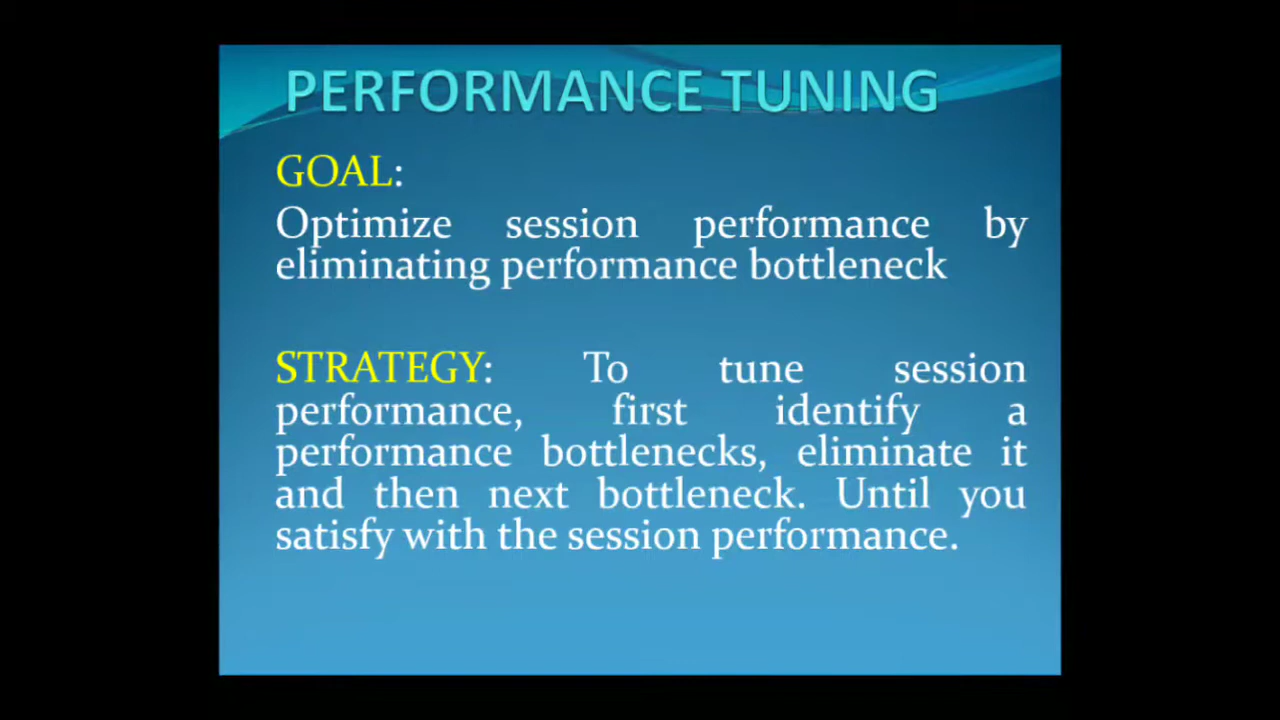 PERFORMANCE TUNING
GOAL:
Optimize session performance by
eliminating performance bottleneck
STRATEGY: To tune session
performance, first identify a
performance bottlenecks, eliminate it
and then next bottleneck. Until you
satisfy with the session performance.